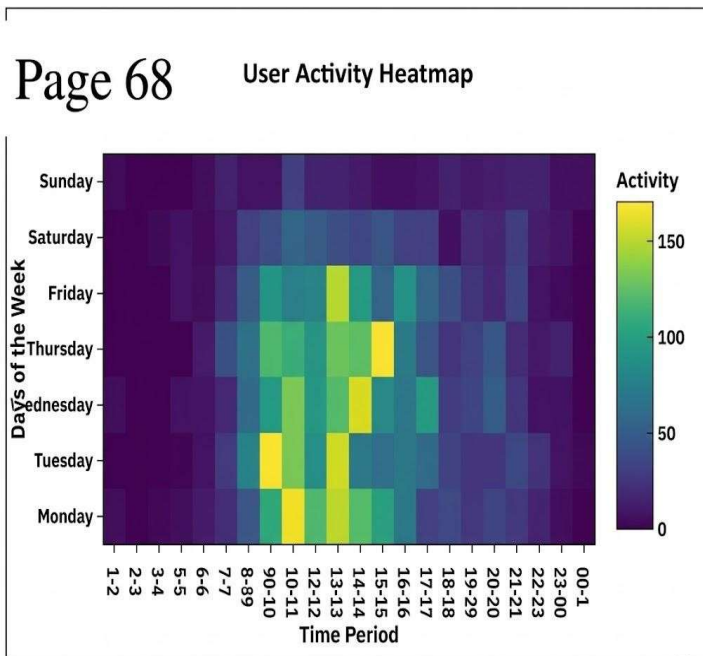 Page 68
User Activity Heatmap
Activity
150
100
50
0
Days of the Week
Sunday
Saturday
Friday
Thursday
ednesday
Tuesday
Monday
1-2
2-3
3-4
5-5
6-6
7-7
8-89
90-10
10-11
12-12
13-13
14-14
15-15
16-16
17-17
18-18
19-29
20-20
21-21
22-23
23-00
00-1
Time Period